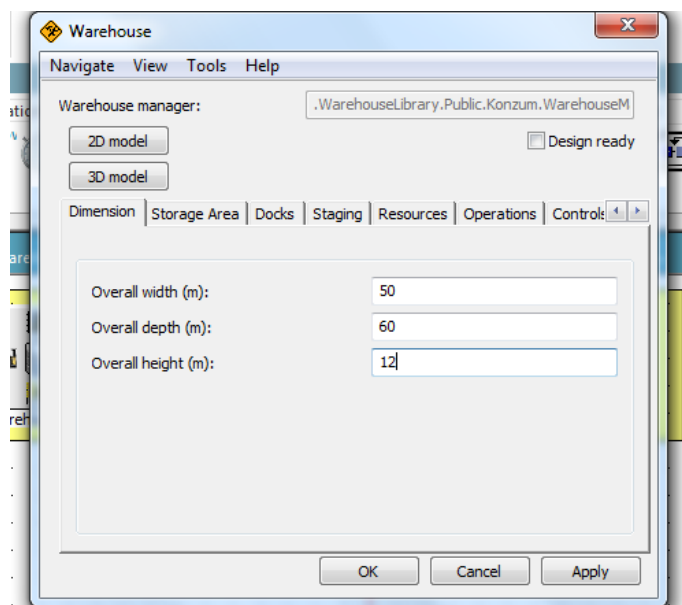 Warehouse
Navigate View Tools Help
Warehouse manager:
.WarehouseLibrary.Public.Konzum.WarehouseM
2D model
Design ready
3D model
Dimension Storage Area Docks Staging Resources Operations Controls
Overall width (m): 50
Overall depth (m): 60
Overall height (m): 12
OK Cancel Apply